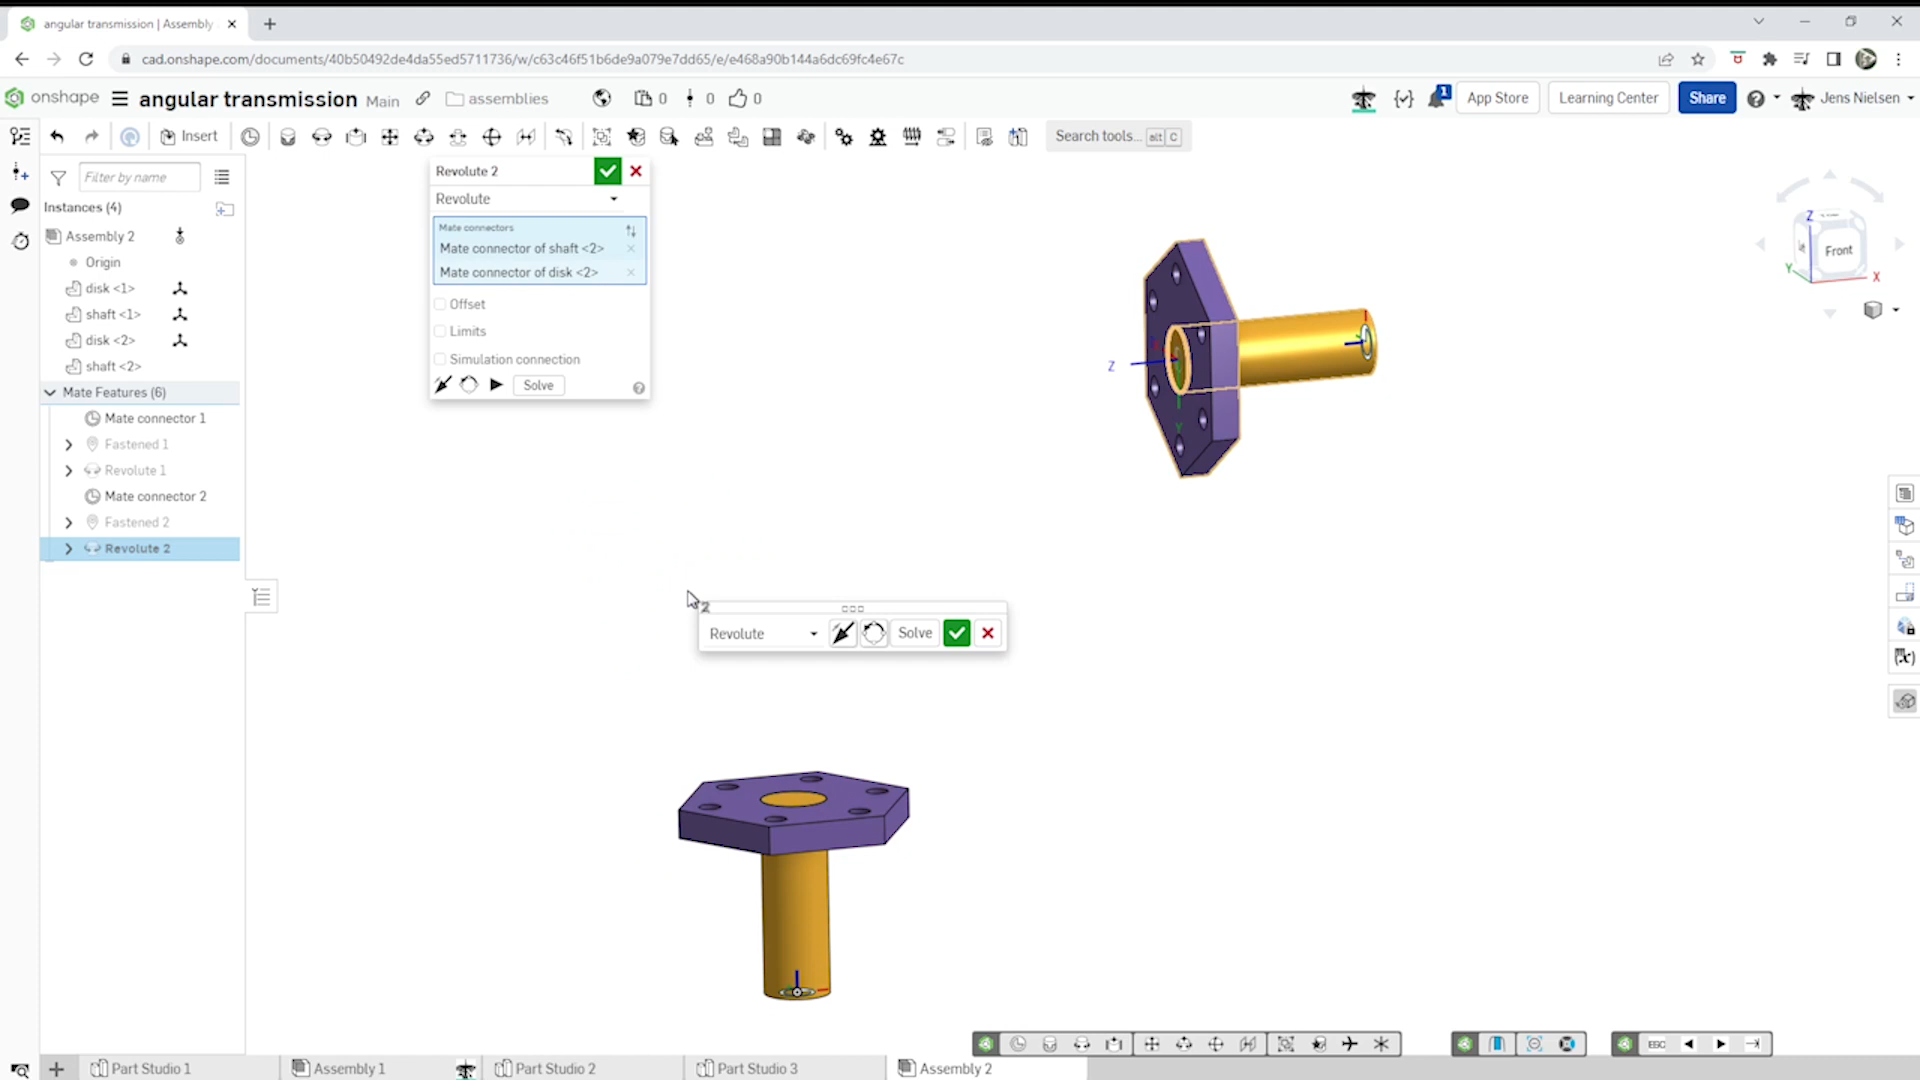 angular transmission | Assembly
cad.onshape.com/documents/40b50492de4da55ed5711736/w/c63c46f51b6de9a079e7dd65/e/e468a90b144a6dc69fc4e67c
onshape angular transmission Main assemblies 0 0 0 1 App Store Learning Center Share Jens Nielsen
Insert Search tools... alt C
Filter by name
Instances (4)
Assembly 2
Origin
disk <1>
shaft <1>
disk <2>
shaft <2>
Mate Features (6)
Mate connector 1
Fastened 1
Revolute 1
Mate connector 2
Fastened 2
Revolute 2
Revolute 2
Revolute
Mate connectors
Mate connector of shaft <2>
Mate connector of disk <2>
Offset
Limits
Simulation connection
Solve
Z
Y
Z
Front
Y
X
2
Revolute Solve
ESC
Part Studio 1 Assembly 1 Part Studio 2 Part Studio 3 Assembly 2